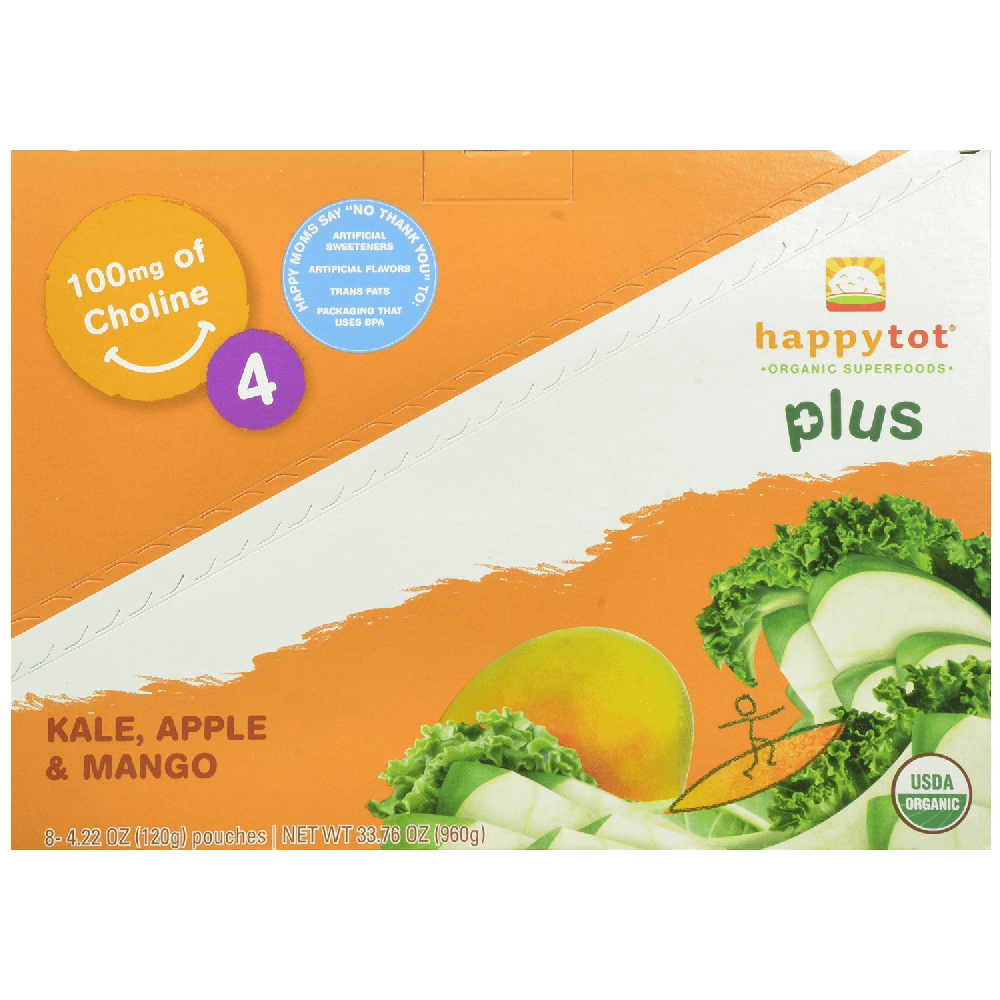 100mg of
Choline
4
HAPPY MOMS SAY "NO THANK YOU" TO:
ARTIFICIAL
SWEETENERS
ARTIFICIAL FLAVORS
TRANS FATS
PACKAGING THAT
USES BPA
happytot®
•ORGANIC SUPERFOODS•
plus
KALE, APPLE
& MANGO
8- 4.22 OZ (120g) pouches | NET WT 33.76 OZ (960g)
USDA
ORGANIC